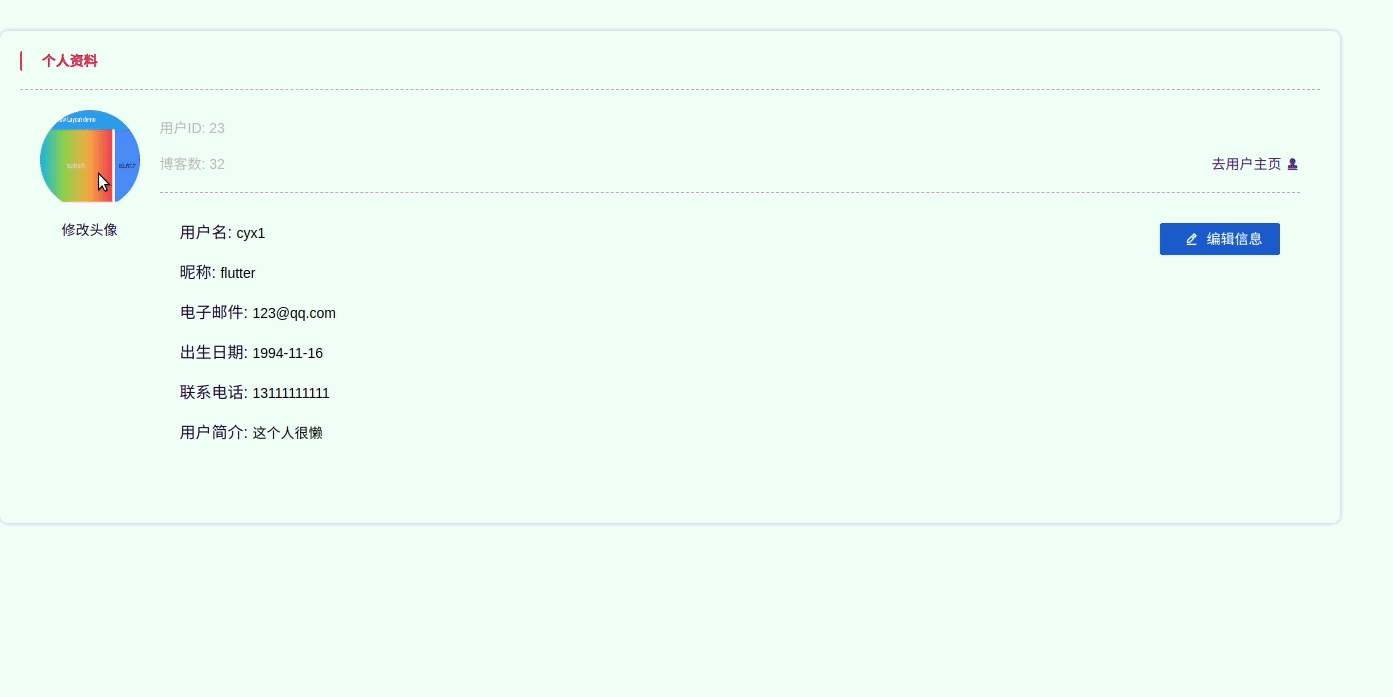 个人资料
用户ID: 23
博客数: 32
去用户主页
修改头像
用户名: cyx1
编辑信息
昵称: flutter
电子邮件: 123@qq.com
出生日期: 1994-11-16
联系电话: 13111111111
用户简介: 这个人很懒